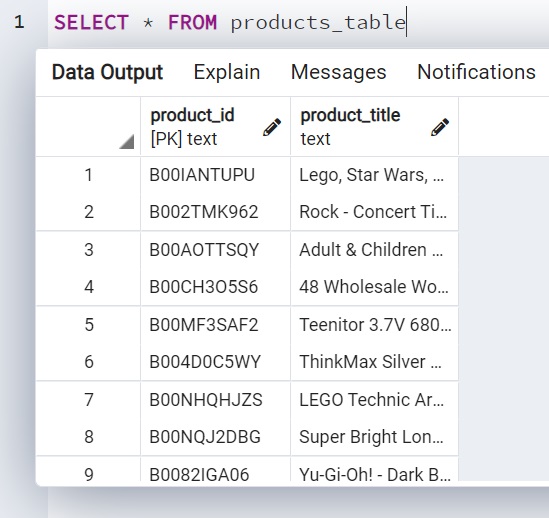 1 SELECT * FROM products_table
Data Output Explain Messages Notifications
product_id product_title
[PK] text text
1 B00IANTUPU Lego, Star Wars, ...
2 B002TMK962 Rock - Concert Ti...
3 B00AOTTSQY Adult & Children ...
4 B00CH3O5S6 48 Wholesale Wo...
5 B00MF3SAF2 Teenitor 3.7V 680...
6 B004D0C5WY ThinkMax Silver ...
7 B00NHQHJZS LEGO Technic Ar...
8 B00NQJ2DBG Super Bright Lon...
9 B0082IGA06 Yu-Gi-Oh! - Dark B...